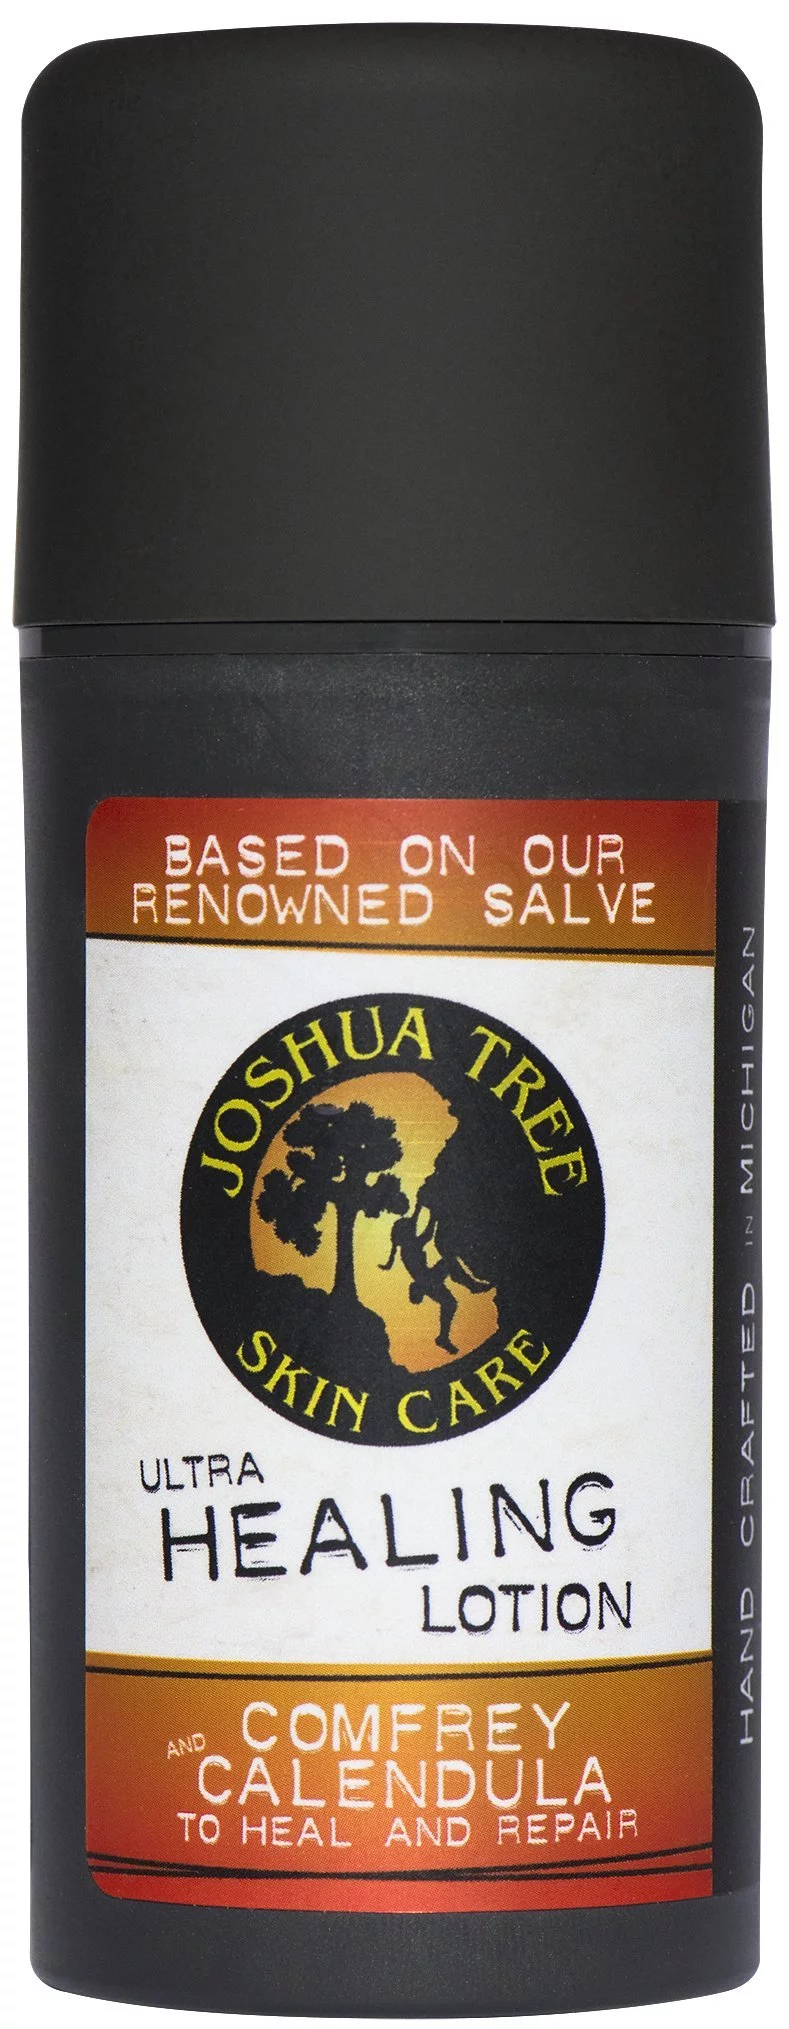 BASED ON OUR
RENOWNED SALVE
JOSHUA TREE
SKIN CARE
ULTRA
HEALING
LOTION
COMFREY
AND CALENDULA
TO HEAL AND REPAIR
HAND CRAFTED IN MICHIGAN